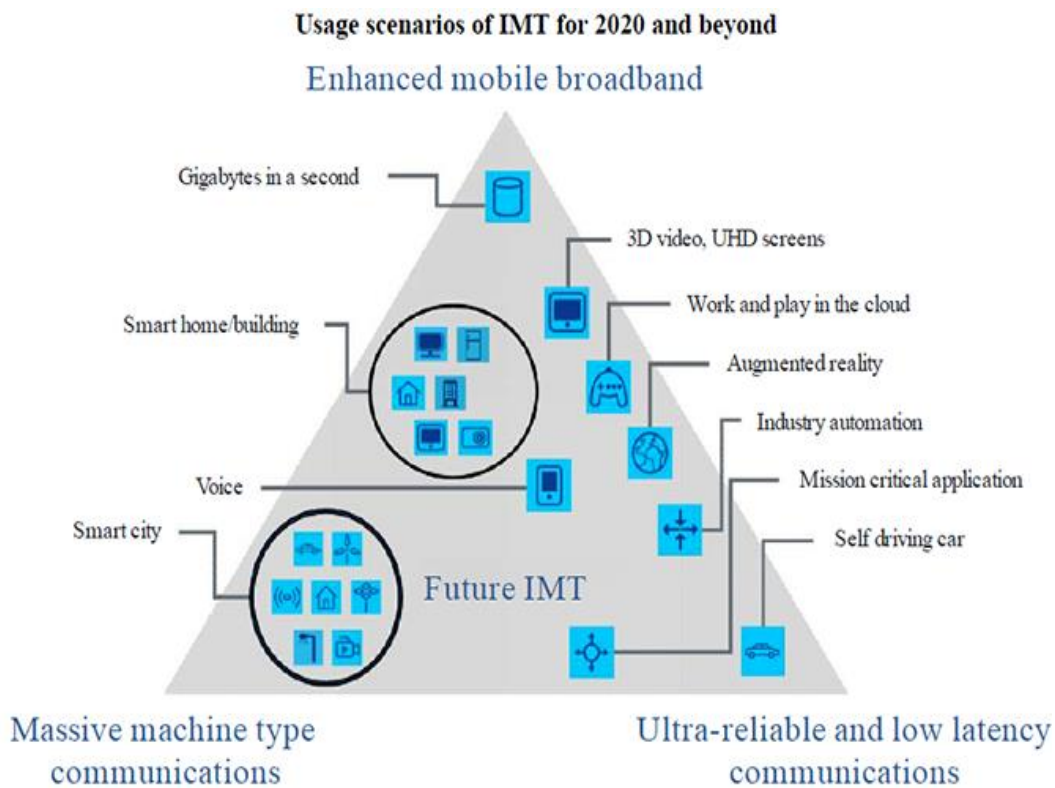 Usage scenarios of IMT for 2020 and beyond
Enhanced mobile broadband
Gigabytes in a second
3D video, UHD screens
Work and play in the cloud
Smart home/building
Augmented reality
Industry automation
Mission critical application
Voice
Smart city
Self driving car
Future IMT
Massive machine type
communications
Ultra-reliable and low latency
communications